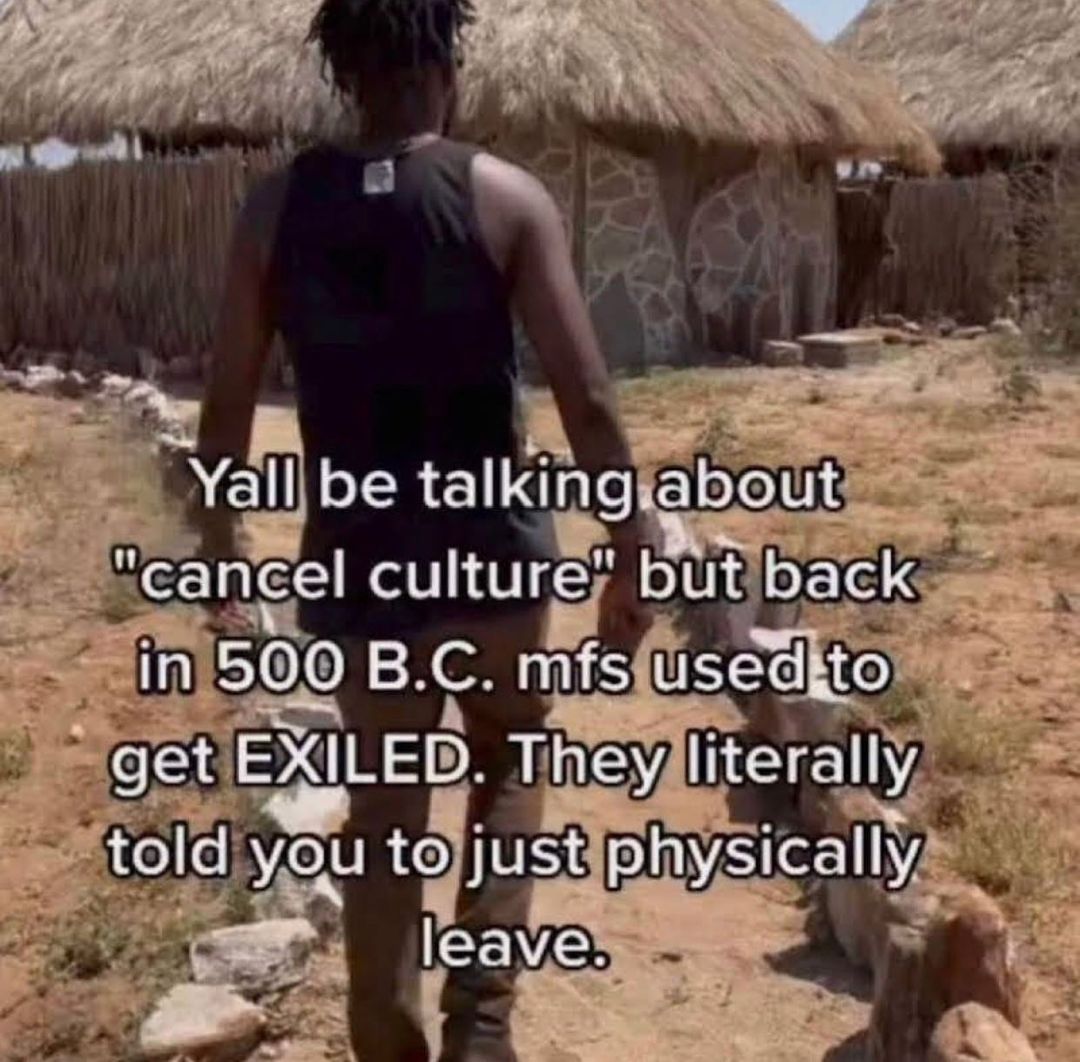 Yall be talking about
"cancel culture" but back
in 500 B.C. mfs used to
get EXILED. They literally
told you to just physically
leave.